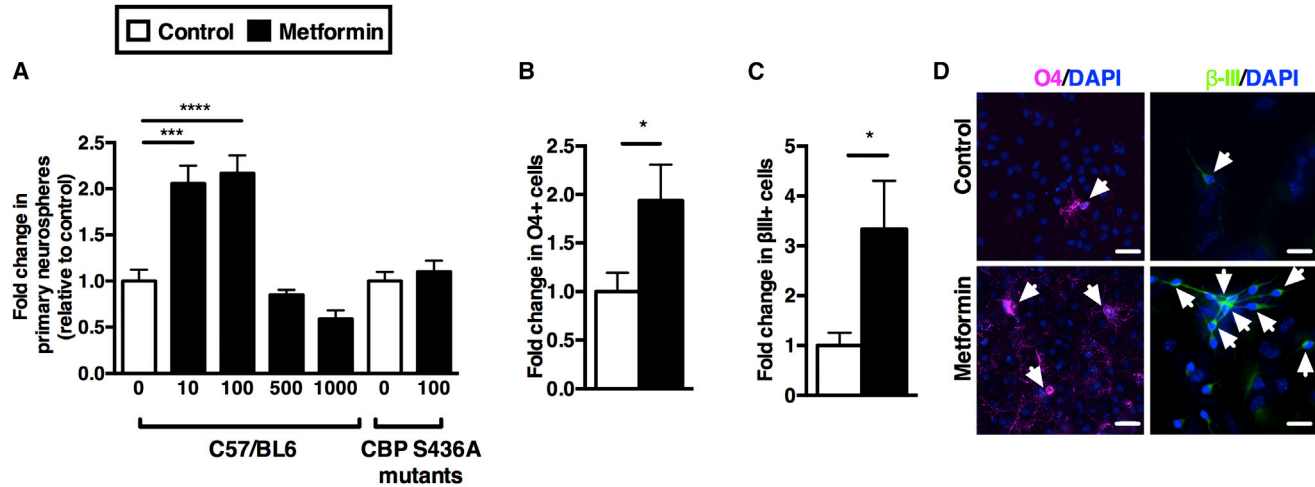 Control Metformin
A
Fold change in
primary neurospheres
(relative to control)
2.5
2.0
1.5
1.0
0.5
0.0
****
***
0 10 100 500 1000 0 100
C57/BL6
CBP S436A
mutants
B
Fold change in O4+ cells
2.5
2.0
1.5
1.0
0.5
0.0
*
C
Fold change in βIII+ cells
5
4
3
2
1
0
*
D
O4/DAPI
β-III/DAPI
Control
Metformin